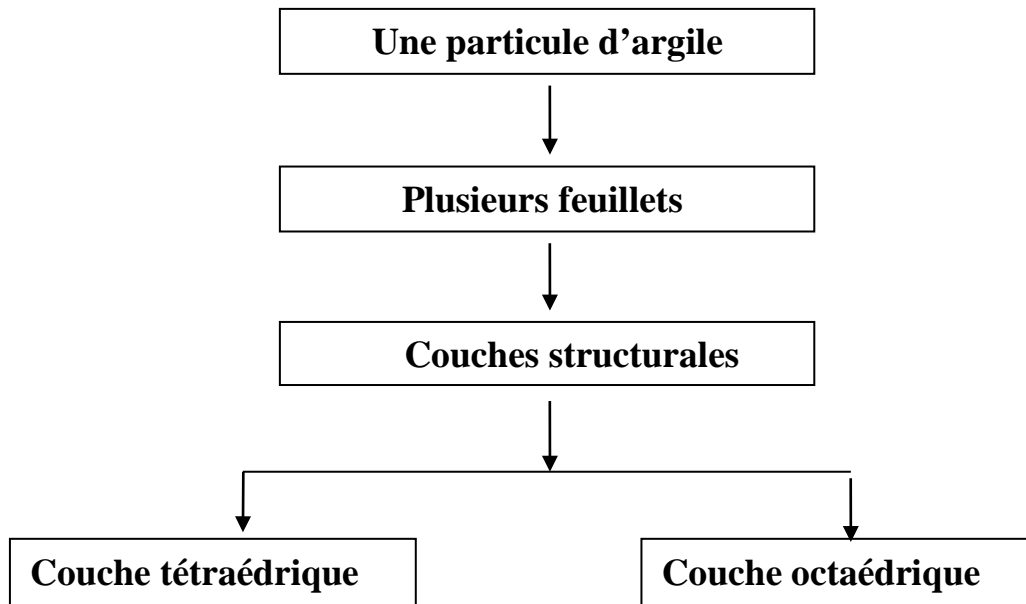 Une particule d’argile
Plusieurs feuillets
Couches structurales
Couche tétraédrique
Couche octaédrique